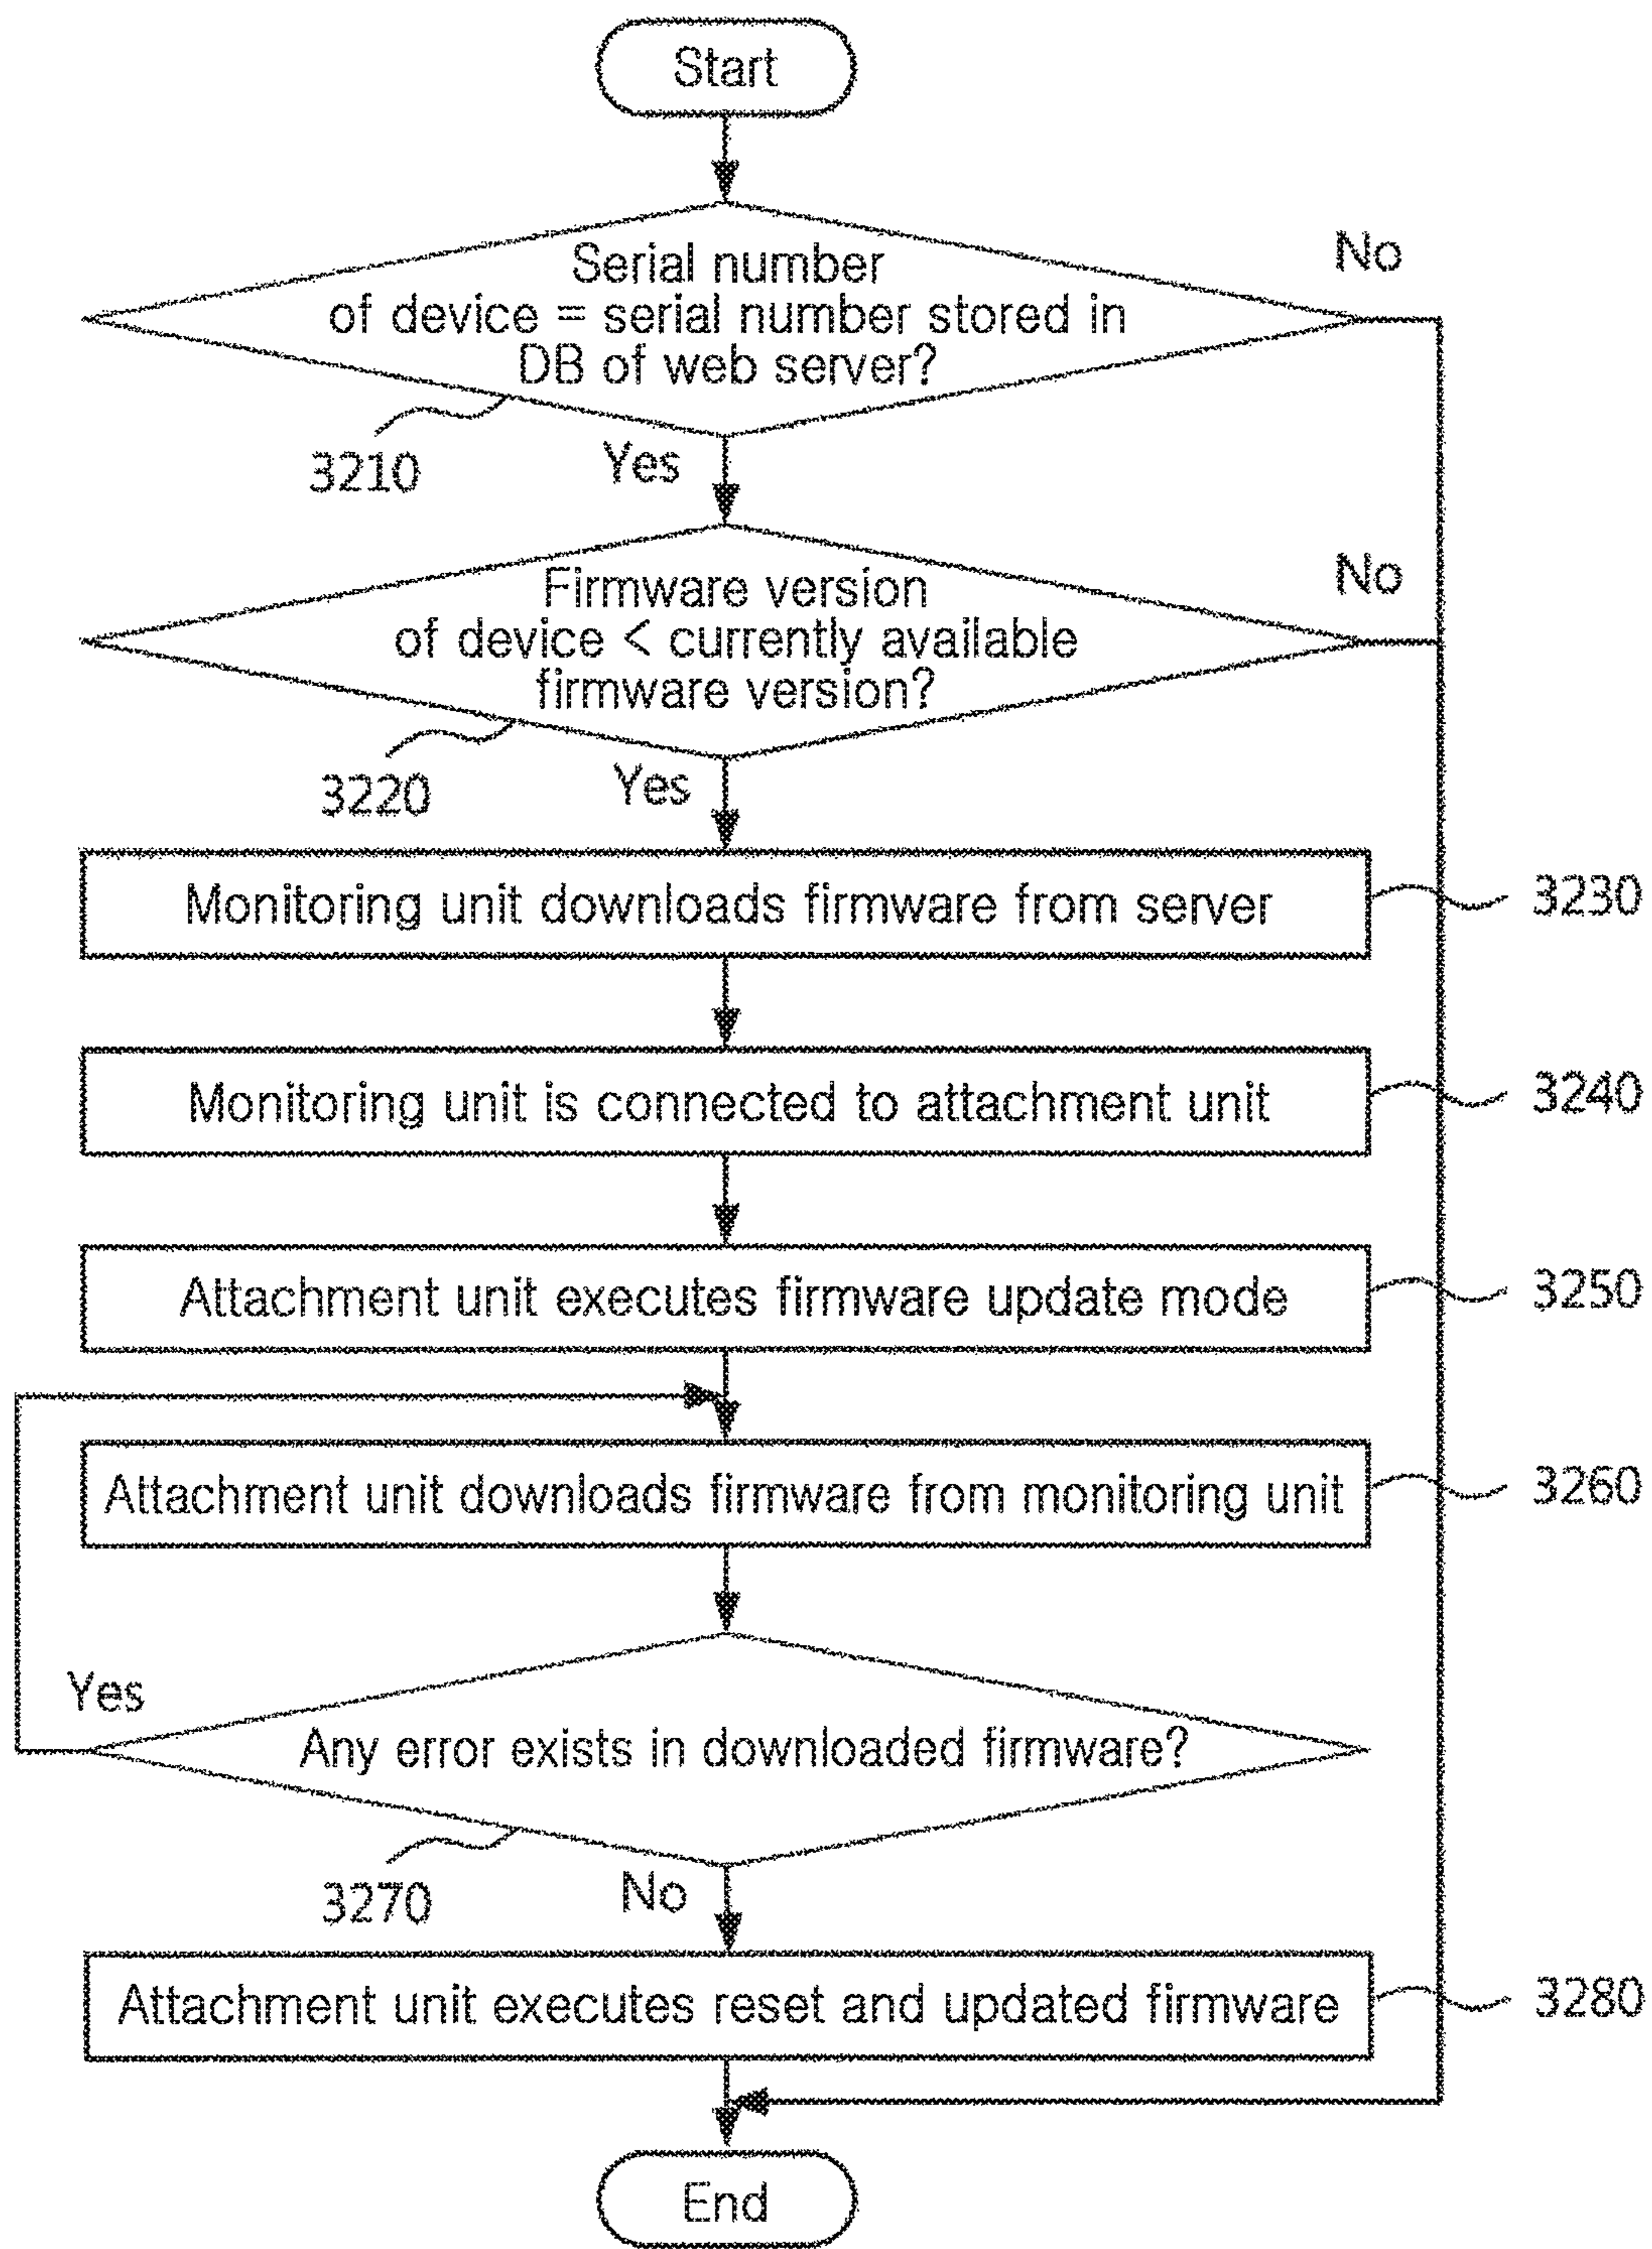 Start
Serial number
of device = serial number stored in
DB of web server?
No
3210
Yes
Firmware version
of device < currently available
firmware version?
No
3220
Yes
Monitoring unit downloads firmware from server
3230
Monitoring unit is connected to attachment unit
3240
Attachment unit executes firmware update mode
3250
Attachment unit downloads firmware from monitoring unit
3260
Yes
Any error exists in downloaded firmware?
3270
No
Attachment unit executes reset and updated firmware
3280
End